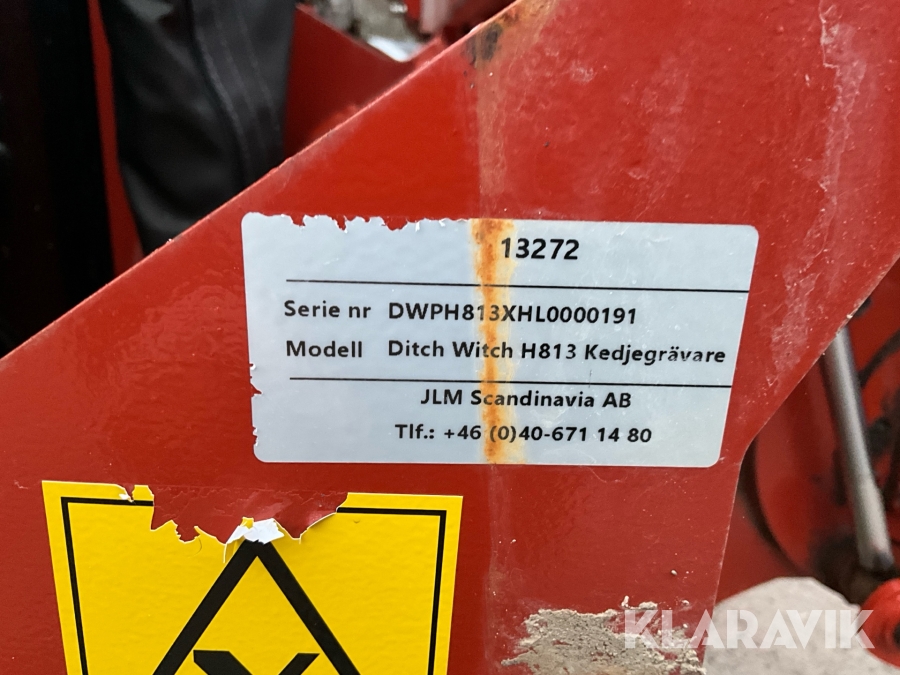 13272
Serie nr DWPH813XHL0000191
Modell Ditch Witch H813 Kedjegrävare
JLM Scandinavia AB
Tlf.: +46 (0)40-671 14 80
KLARAVIK